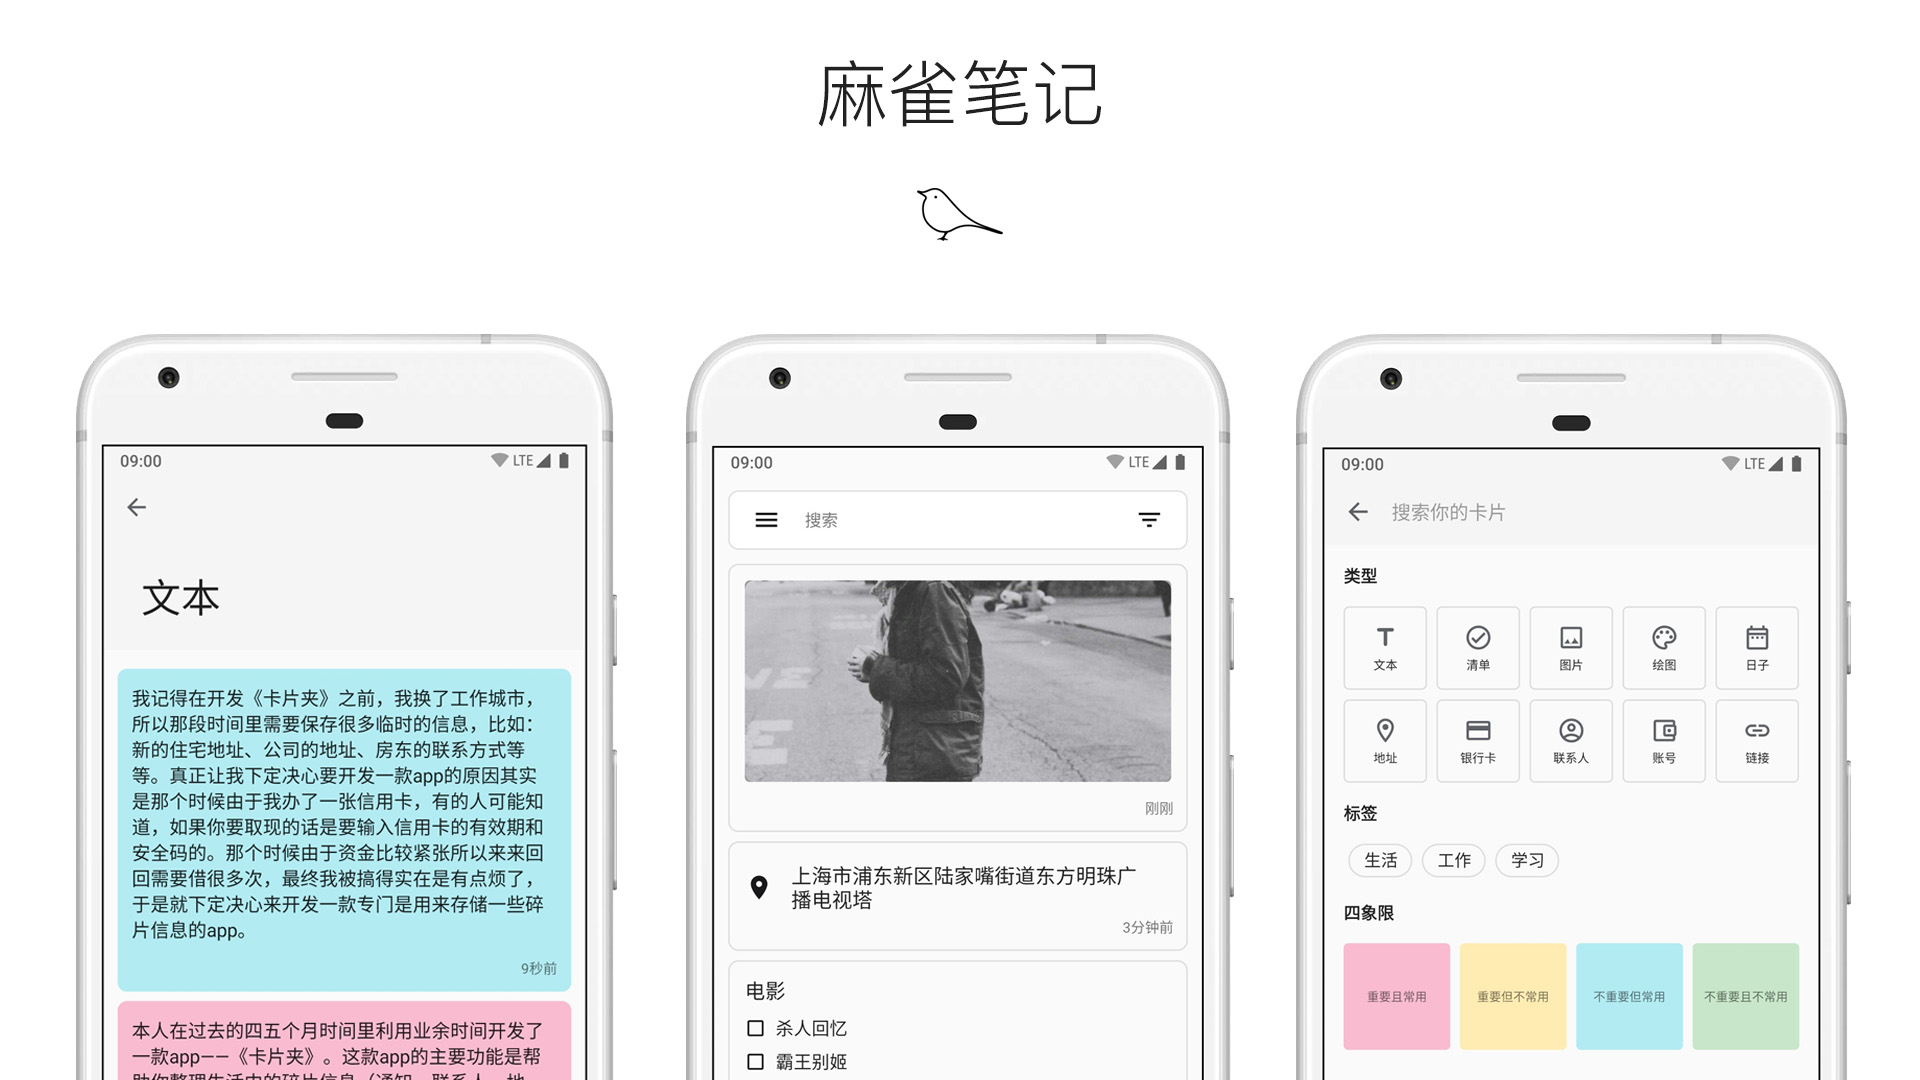 麻雀笔记
09:00
LTE
文本
我记得在开发《卡片夹》之前，我换了工作城市，
所以那段时间里需要保存很多临时的信息，比如：
新的住宅地址、公司的地址、房东的联系方式等
等。真正让我下定决心要开发一款app的原因其实
是那个时候由于我办了一张信用卡，有的人可能知
道，如果你要取现的话是要输入信用卡的有效期和
安全码的。那个时候由于资金比较紧张所以来来回
回需要借很多次，最终我被搞得实在是有点烦了，
于是就下定决心来开发一款专门是用来存储一些碎
片信息的app。
9秒前
本人在过去的四五个月时间里利用业余时间开发了
一款app——《卡片夹》。这款app的主要功能是帮
09:00
LTE
搜索
刚刚
上海市浦东新区陆家嘴街道东方明珠广
播电视塔
3分钟前
电影
杀人回忆
霸王别姬
09:00
LTE
搜索你的卡片
类型
文本
清单
图片
绘图
日子
地址
银行卡
联系人
账号
链接
标签
生活
工作
学习
四象限
重要且常用
重要但不常用
不重要但常用
不重要且不常用